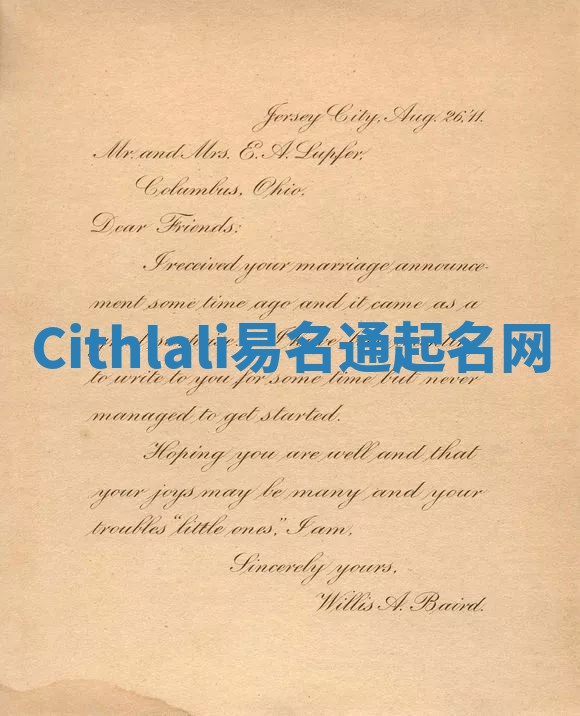 Jersey City, Aug. 26,'11.
Mr. and Mrs. E. A. Lupfer,
Columbus, Ohio.
Dear Friends:
I received your marriage announce-
ment some time ago and it came as a
Cithlali易名通起名网
to write to you for some time but never
managed to get started.
Hoping you are well and that
your joys may be many and your
troubles "little ones," I am,
Sincerely yours,
Willis A. Baird.